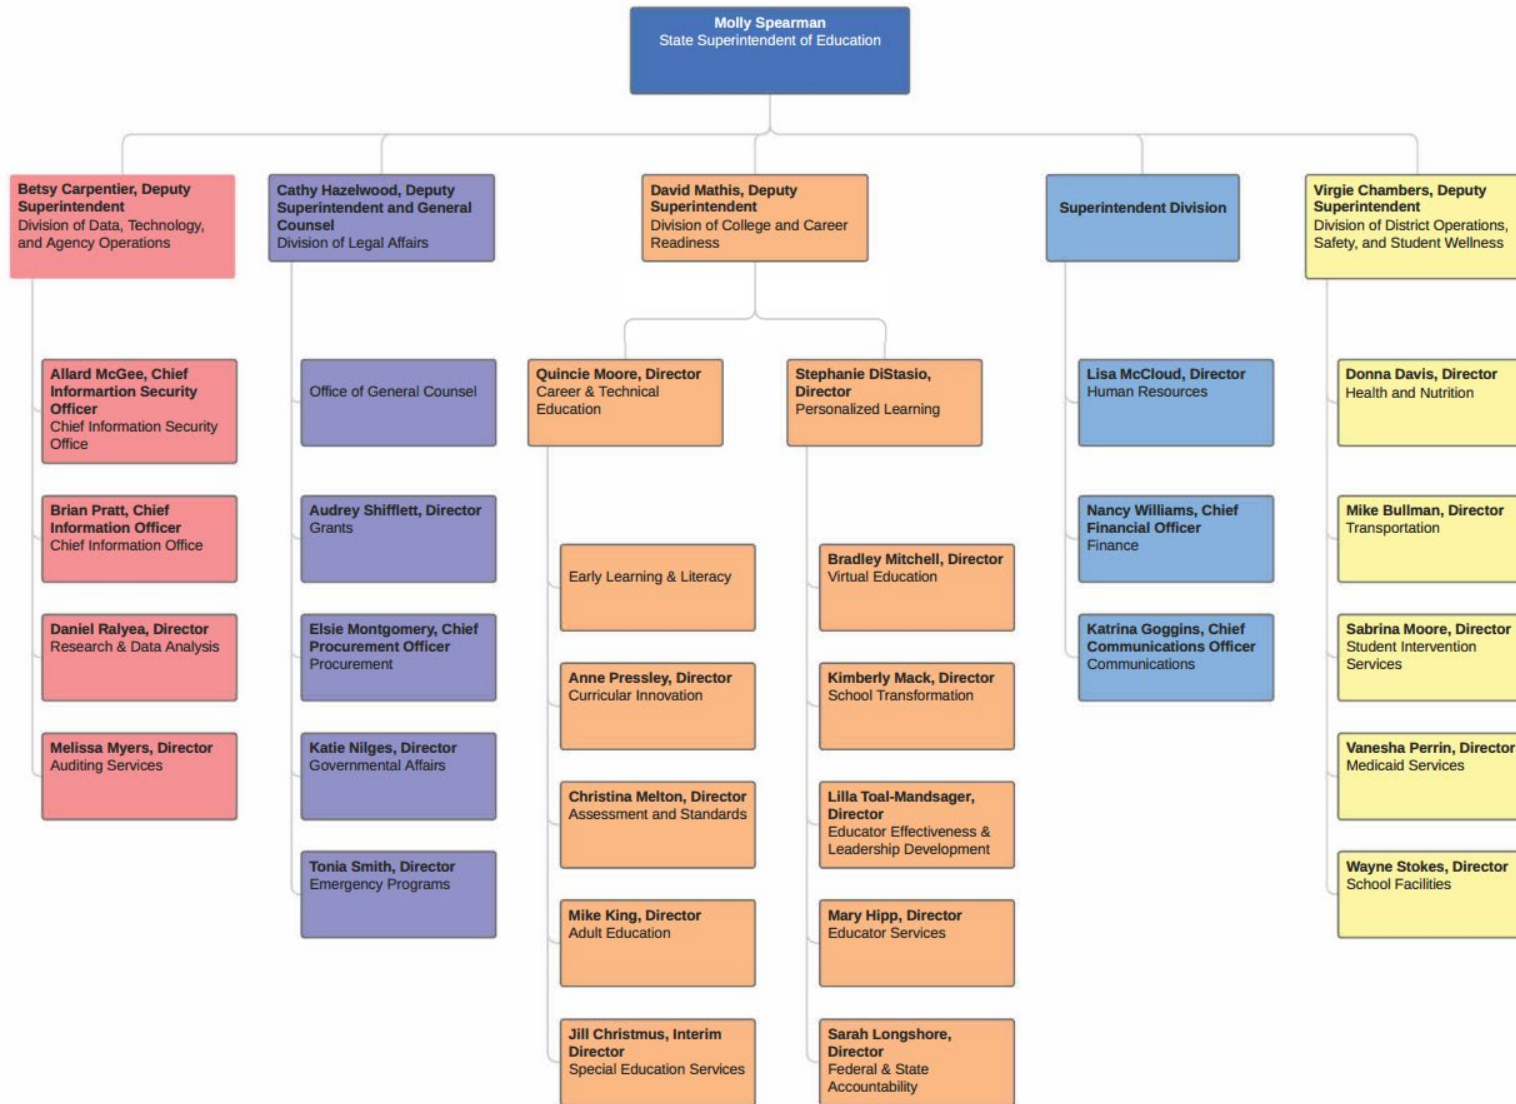 Molly Spearman
State Superintendent of Education
Betsy Carpentier, Deputy
Superintendent
Division of Data, Technology,
and Agency Operations
Cathy Hazelwood, Deputy
Superintendent and General
Counsel
Division of Legal Affairs
David Mathis, Deputy
Superintendent
Division of College and Career
Readiness
Superintendent Division
Virgie Chambers, Deputy
Superintendent
Division of District Operations,
Safety, and Student Wellness
Allard McGee, Chief
Informartion Security
Officer
Chief Information Security
Office
Brian Pratt, Chief
Information Officer
Chief Information Office
Daniel Ralyea, Director
Research & Data Analysis
Melissa Myers, Director
Auditing Services
Office of General Counsel
Audrey Shifflett, Director
Grants
Elsie Montgomery, Chief
Procurement Officer
Procurement
Katie Nilges, Director
Governmental Affairs
Tonia Smith, Director
Emergency Programs
Quincie Moore, Director
Career & Technical
Education
Early Learning & Literacy
Anne Pressley, Director
Curricular Innovation
Christina Melton, Director
Assessment and Standards
Mike King, Director
Adult Education
Jill Christmus, Interim
Director
Special Education Services
Stephanie DiStasio,
Director
Personalized Learning
Bradley Mitchell, Director
Virtual Education
Kimberly Mack, Director
School Transformation
Lilla Toal-Mandsager,
Director
Educator Effectiveness &
Leadership Development
Mary Hipp, Director
Educator Services
Sarah Longshore,
Director
Federal & State
Accountability
Lisa McCloud, Director
Human Resources
Nancy Williams, Chief
Financial Officer
Finance
Katrina Goggins, Chief
Communications Officer
Communications
Donna Davis, Director
Health and Nutrition
Mike Bullman, Director
Transportation
Sabrina Moore, Director
Student Intervention
Services
Vanesha Perrin, Director
Medicaid Services
Wayne Stokes, Director
School Facilities